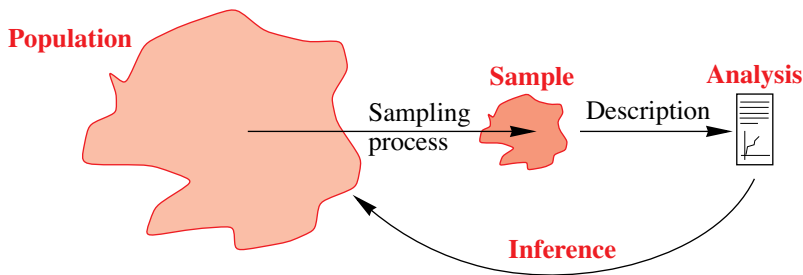 Population
Sample
Analysis
Sampling
process
Description
Inference